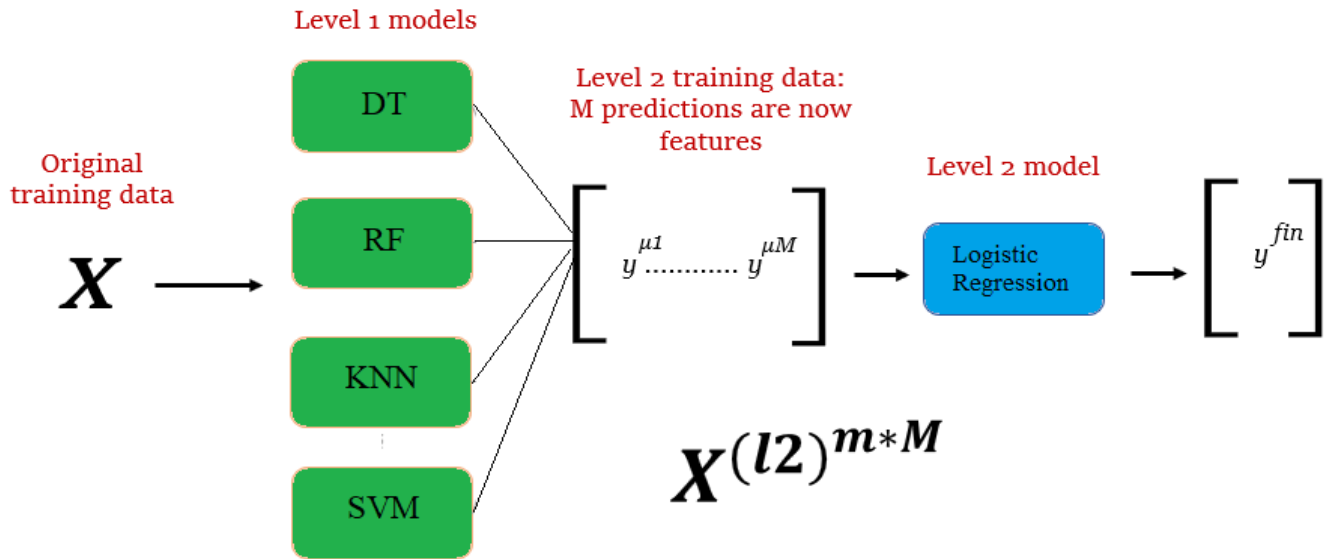 Level 1 models
Original
training data
X
DT
RF
KNN
SVM
Level 2 training data:
M predictions are now
features
y^{μ1} ............ y^{μM}
X^{(l2)^{m*M}}
Level 2 model
Logistic
Regression
y^{fin}